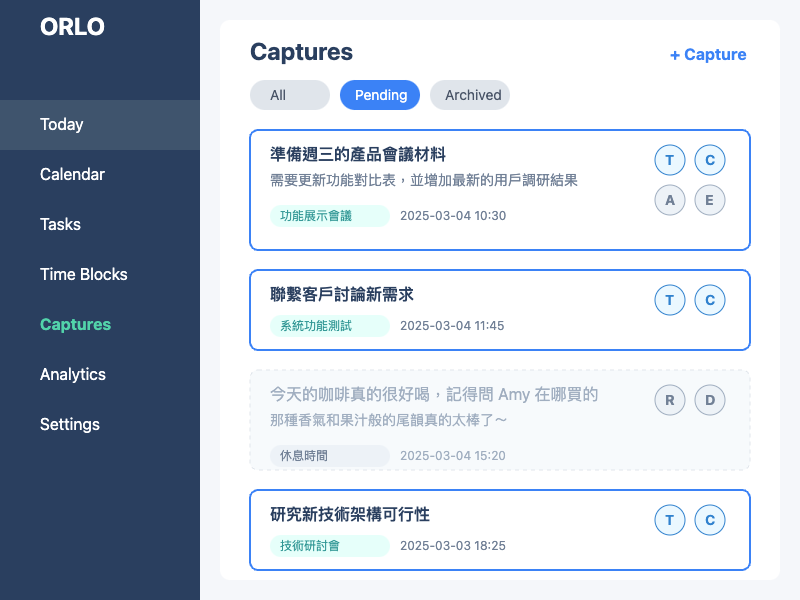 ORLO
Today
Calendar
Tasks
Time Blocks
Captures
Analytics
Settings
Captures
+ Capture
All
Pending
Archived
準備週三的產品會議材料
需要更新功能對比表，並增加最新的用戶調研結果
功能展示會議 2025-03-04 10:30
T C
A E
聯繫客戶討論新需求
系統功能測試 2025-03-04 11:45
T C
今天的咖啡真的很好喝，記得問 Amy 在哪買的
那種香氣和果汁般的尾韻真的太棒了～
休息時間 2025-03-04 15:20
R D
研究新技術架構可行性
技術研討會 2025-03-03 18:25
T C